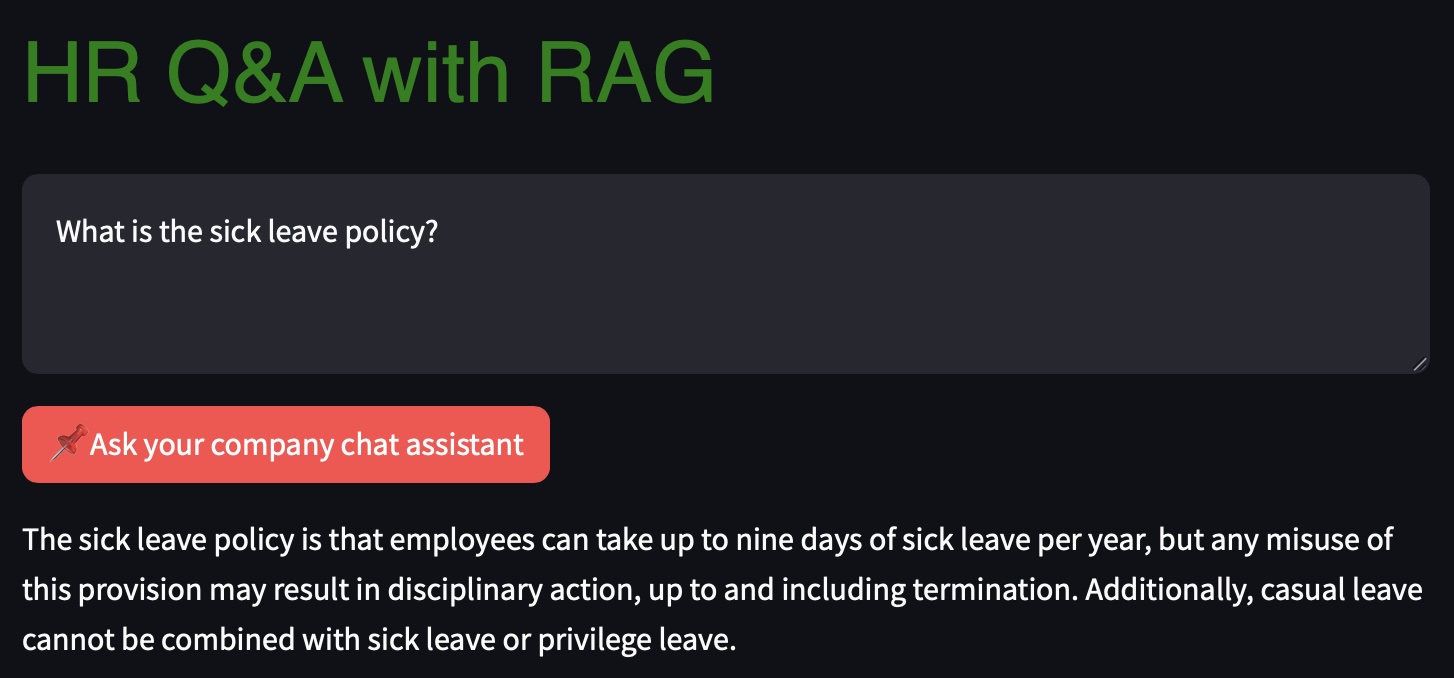 HR Q&A with RAG
What is the sick leave policy?
📌Ask your company chat assistant
The sick leave policy is that employees can take up to nine days of sick leave per year, but any misuse of
this provision may result in disciplinary action, up to and including termination. Additionally, casual leave
cannot be combined with sick leave or privilege leave.